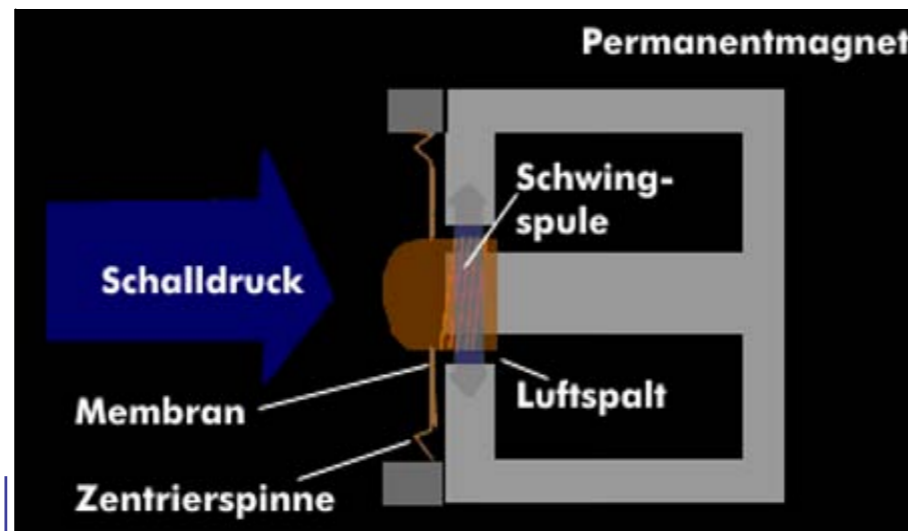 Permanentmagnet
Schwing-
spule
Schalldruck
Membran
Luftspalt
Zentrierspinne